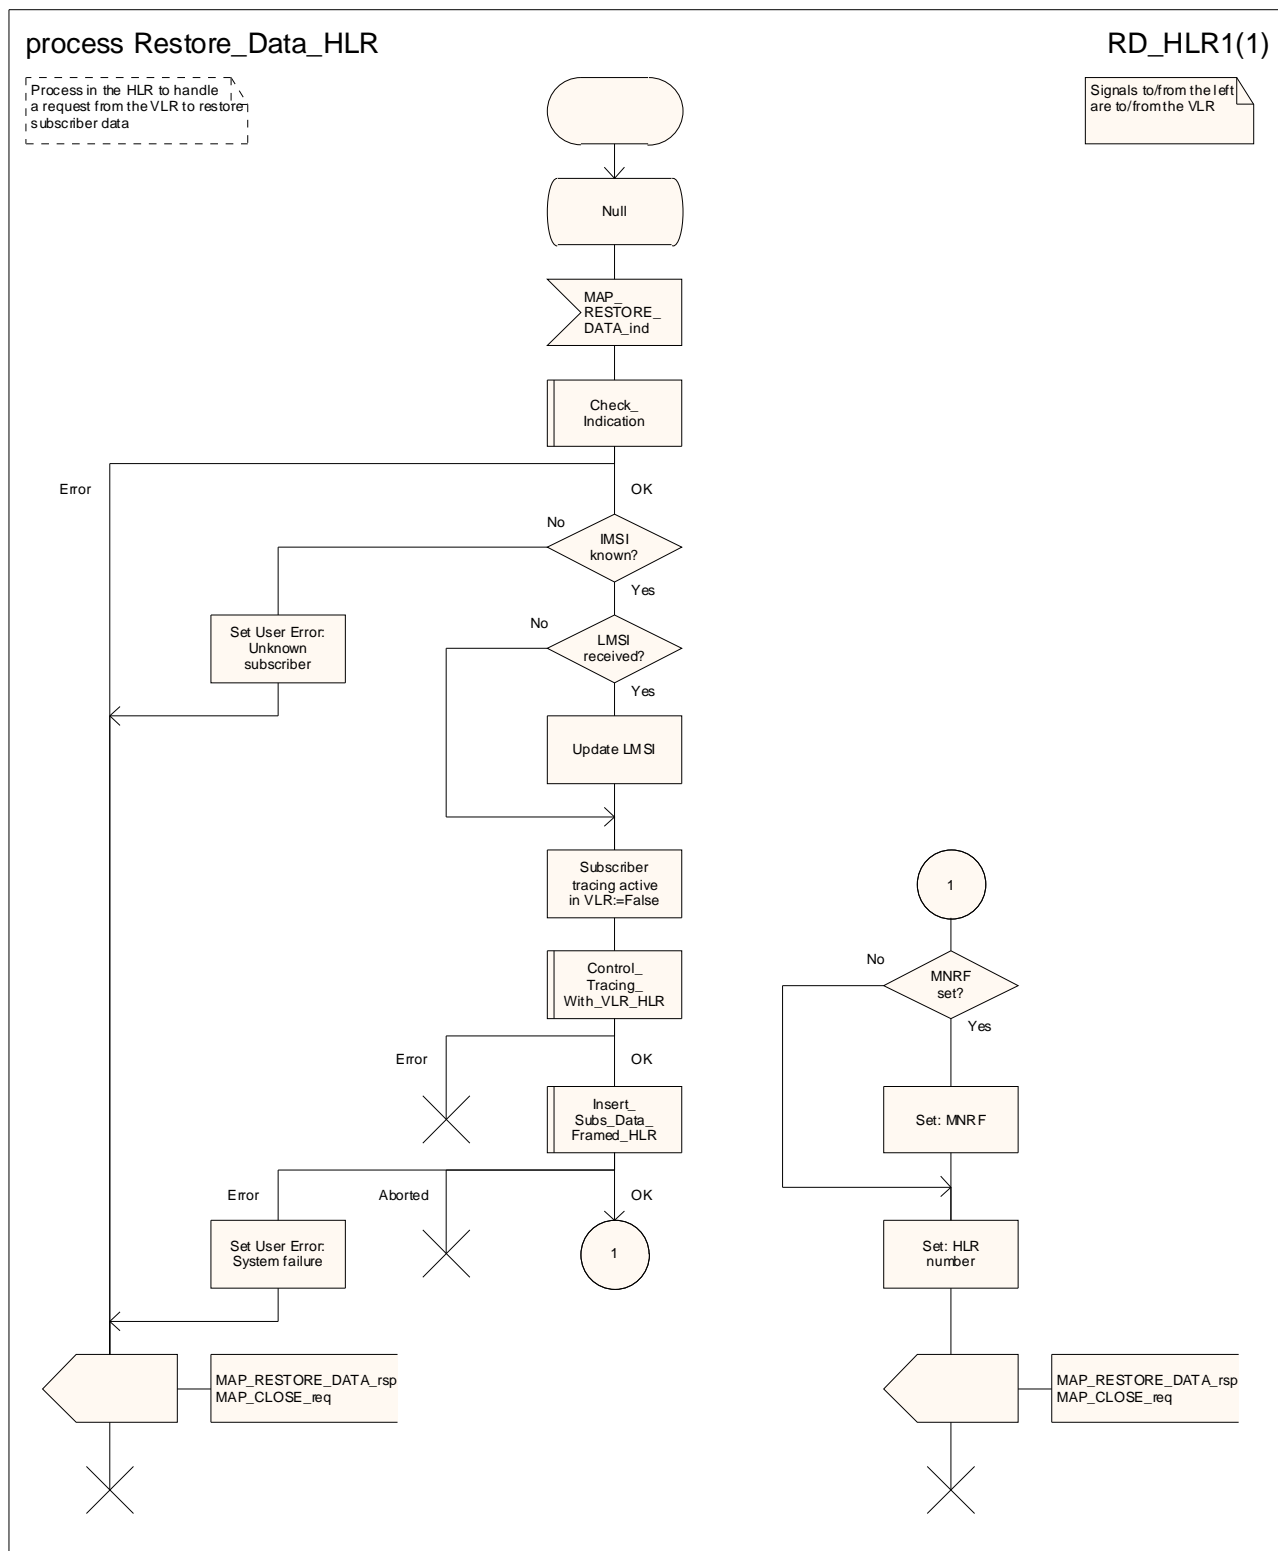 process Restore_Data_HLR
RD_HLR1(1)
Process in the HLR to handle
a request from the VLR to restore
subscriber data
Signals to/from the left
are to/from the VLR
Null
MAP_
RESTORE_
DATA_ind
Check_
Indication
Error
OK
No
IMSI
known?
Yes
Set User Error:
Unknown
subscriber
No
LMSI
received?
Yes
Update LMSI
Subscriber
tracing active
in VLR:=False
1
Control_
Tracing_
With_VLR_HLR
No
MNRF
set?
Yes
Error
OK
Insert_
Subs_Data_
Framed_HLR
Set: MNRF
Error
Aborted
OK
Set User Error:
System failure
1
Set: HLR
number
MAP_RESTORE_DATA_rsp
MAP_CLOSE_req
MAP_RESTORE_DATA_rsp
MAP_CLOSE_req